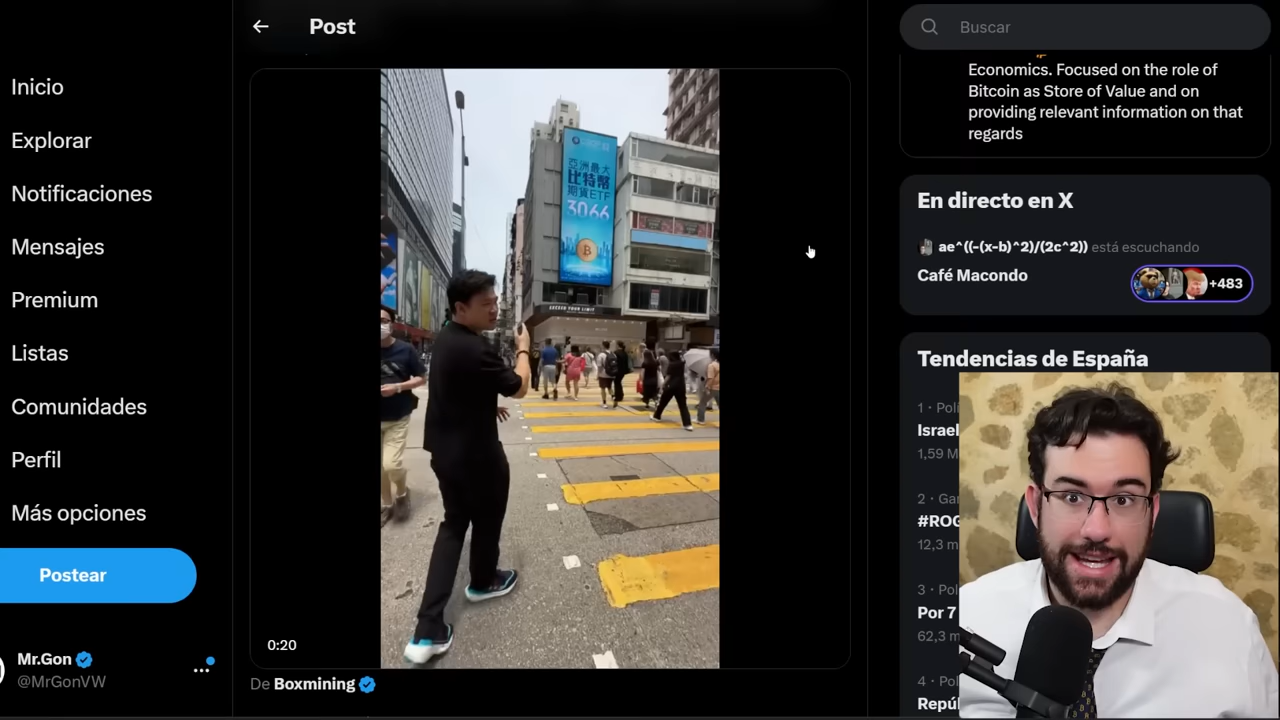 Inicio
Explorar
Notificaciones
Mensajes
Premium
Listas
Comunidades
Perfil
Más opciones
Postear
Mr.Gon
@MrGonVW
Post
亞洲最大
比特幣
期貨ETF
3066
0:20
De Boxmining
Buscar
Economics. Focused on the role of
Bitcoin as Store of Value and on
providing relevant information on that
regards
En directo en X
ae^((-(x-b)^2)/(2c^2)) está escuchando
Café Macondo
+483
Tendencias de España
1 · Polí
Israel
1,59 M
2 · Ga
#ROG
12,3 m
3 · Pol
Por 7
62,3 m
4 · Pol
Repúl